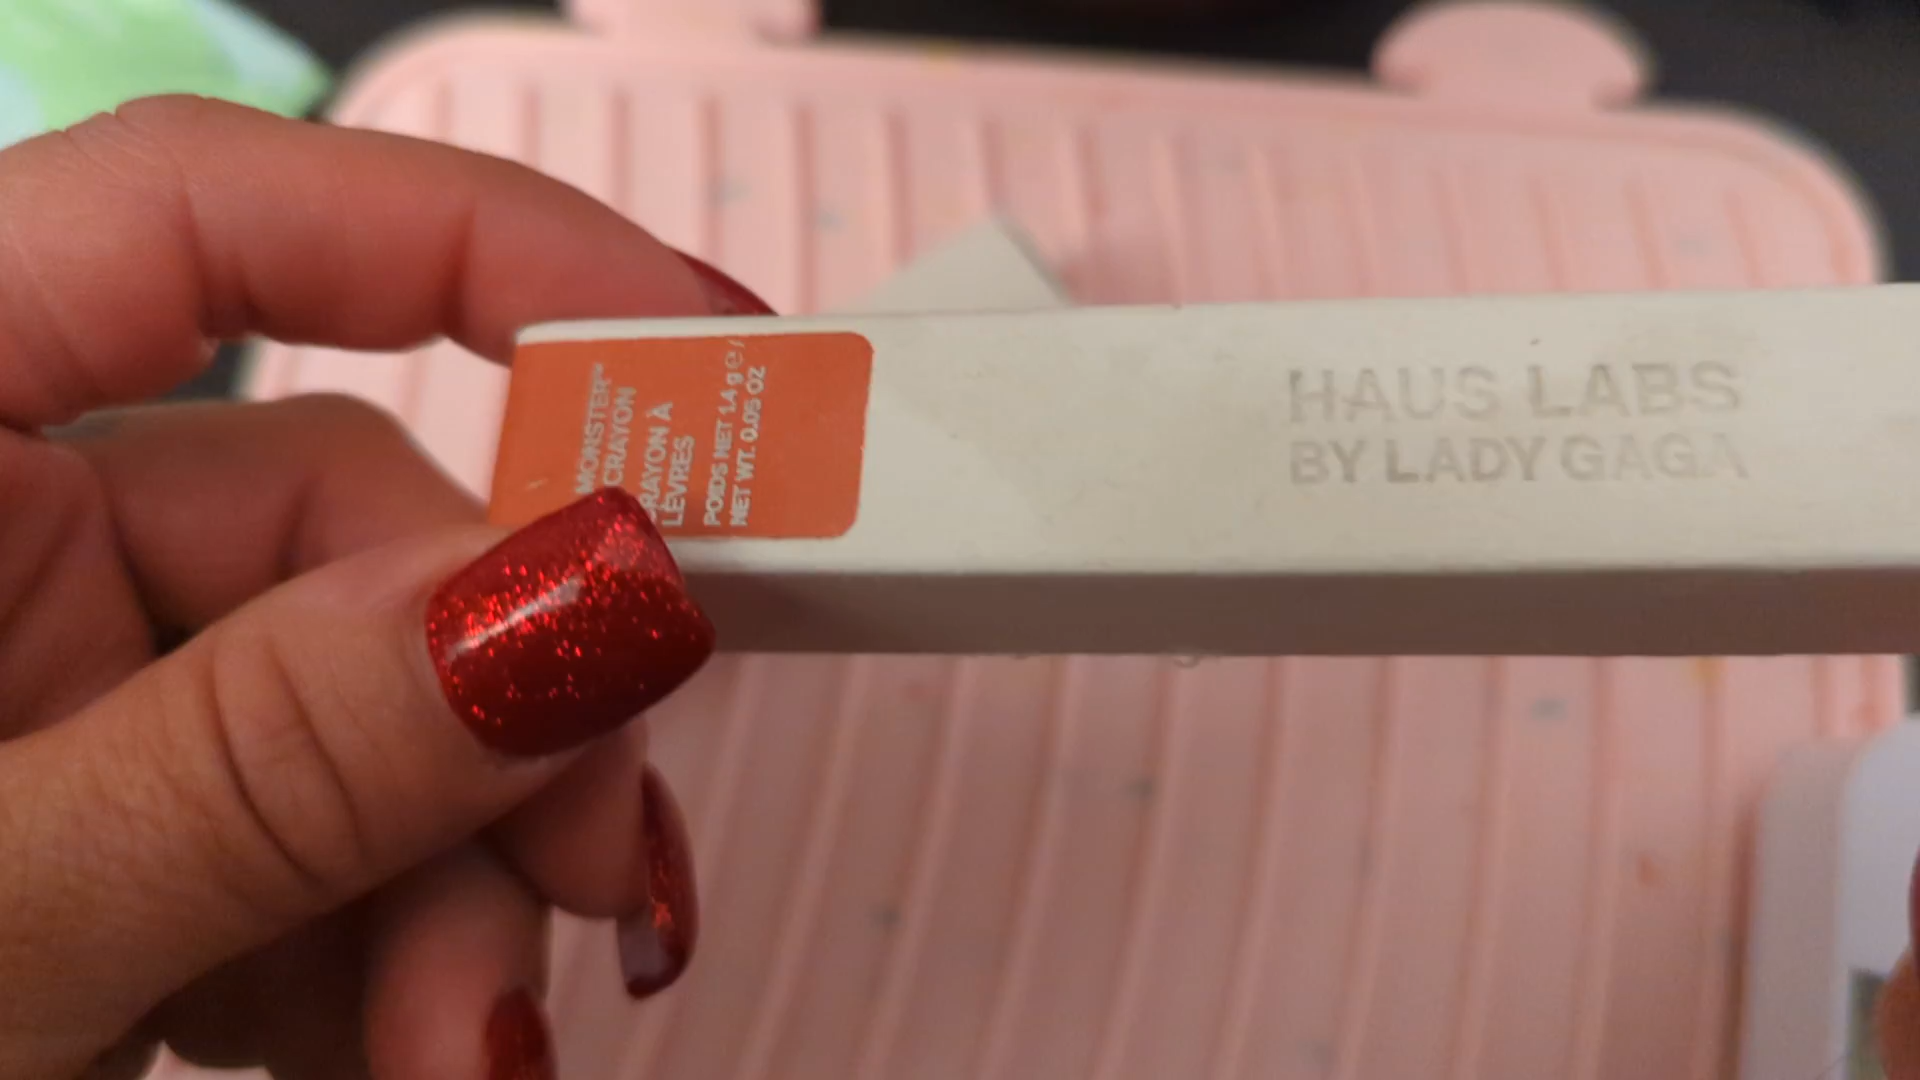 MONSTER™
CRAYON
CRAYON À
LÈVRES
POIDS NET 1.4 g ℮ /
NET WT. 0.05 OZ
HAUS LABS
BY LADY GAGA